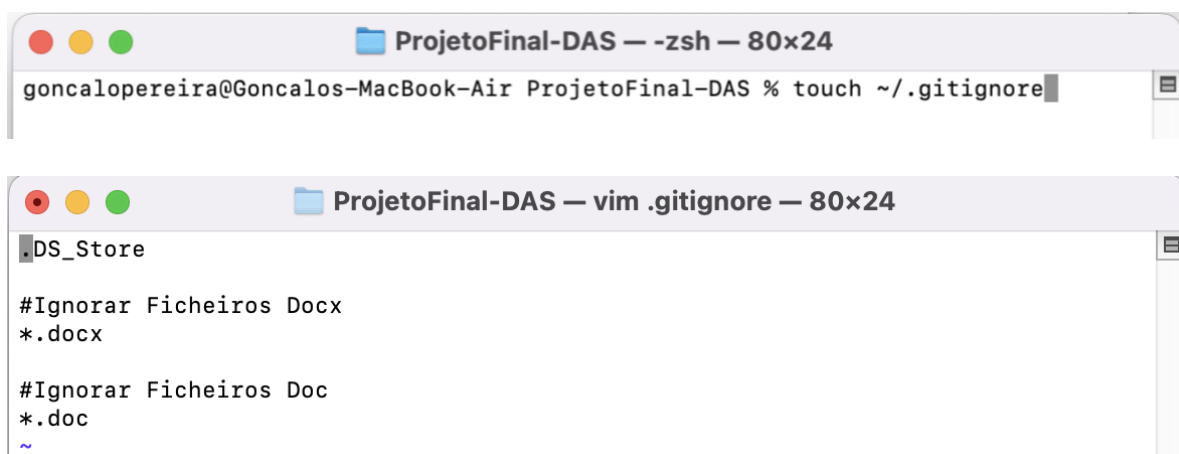 ProjetoFinal-DAS — -zsh — 80×24
goncalopereira@Goncalos-MacBook-Air ProjetoFinal-DAS % touch ~/.gitignore
ProjetoFinal-DAS — vim .gitignore — 80×24
.DS_Store
#Ignorar Ficheiros Docx
*.docx
#Ignorar Ficheiros Doc
*.doc
~